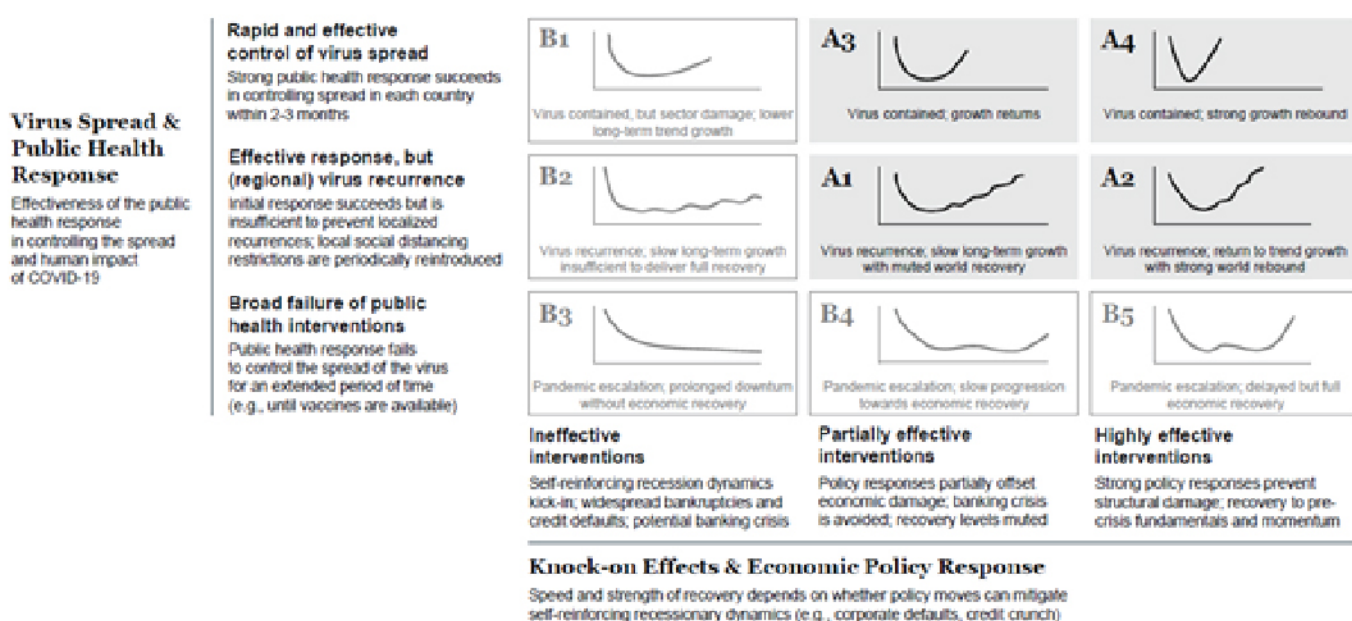 Virus Spread &
Public Health
Response
Effectiveness of the public
health response
in controlling the spread
and human impact
of COVID-19
Rapid and effective
control of virus spread
Strong public health response succeeds
in controlling spread in each country
within 2-3 months
Effective response, but
(regional) virus recurrence
Initial response succeeds but is
insufficient to prevent localized
recurrences; local social distancing
restrictions are periodically reintroduced
Broad failure of public
health interventions
Public health response fails
to control the spread of the virus
for an extended period of time
(e.g., until vaccines are available)
B1
Virus contained, but sector damage; lower
long-term trend growth
A3
Virus contained; growth returns
A4
Virus contained; strong growth rebound
B2
Virus recurrence; slow long-term growth
insufficient to deliver full recovery
A1
Virus recurrence; slow long-term growth
with muted world recovery
A2
Virus recurrence; return to trend growth
with strong world rebound
B3
Pandemic escalation; prolonged downturn
without economic recovery
B4
Pandemic escalation; slow progression
towards economic recovery
B5
Pandemic escalation; delayed but full
economic recovery
Ineffective
interventions
Self-reinforcing recession dynamics
kick-in; widespread bankruptcies and
credit defaults; potential banking crisis
Partially effective
interventions
Policy responses partially offset
economic damage; banking crisis
is avoided; recovery levels muted
Highly effective
interventions
Strong policy responses prevent
structural damage; recovery to pre-
crisis fundamentals and momentum
Knock-on Effects & Economic Policy Response
Speed and strength of recovery depends on whether policy moves can mitigate
self-reinforcing recessionary dynamics (e.g., corporate defaults, credit crunch)